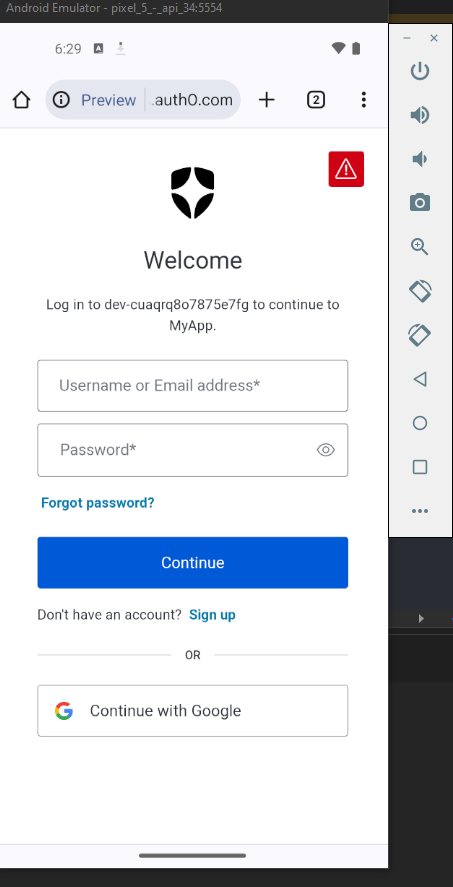 Android Emulator - pixel_5_-_api_34:5554
6:29
Preview .auth0.com 2
Welcome
Log in to dev-cuaqrq8o7875e7fg to continue to
MyApp.
Username or Email address*
Password*
Forgot password?
Continue
Don't have an account? Sign up
OR
Continue with Google